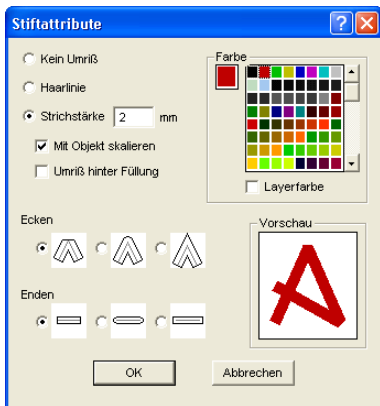 Stiftattribute
Kein Umriß
Haarlinie
Strichstärke 2 mm
Mit Objekt skalieren
Umriß hinter Füllung
Farbe
Layerfarbe
Ecken
Vorschau
Enden
OK
Abbrechen